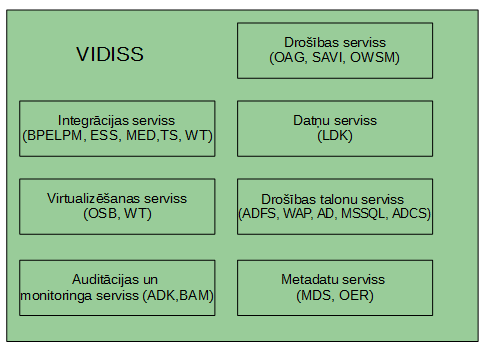 VIDISS
Drošības serviss
(OAG, SAVI, OWSM)
Integrācijas serviss
(BPELPM, ESS, MED,TS, WT)
Datņu serviss
(LDK)
Virtualizēšanas serviss
(OSB, WT)
Drošības talonu serviss
(ADFS, WAP, AD, MSSQL, ADCS)
Auditācijas un
monitoringa serviss (ADK,BAM)
Metadatu serviss
(MDS, OER)